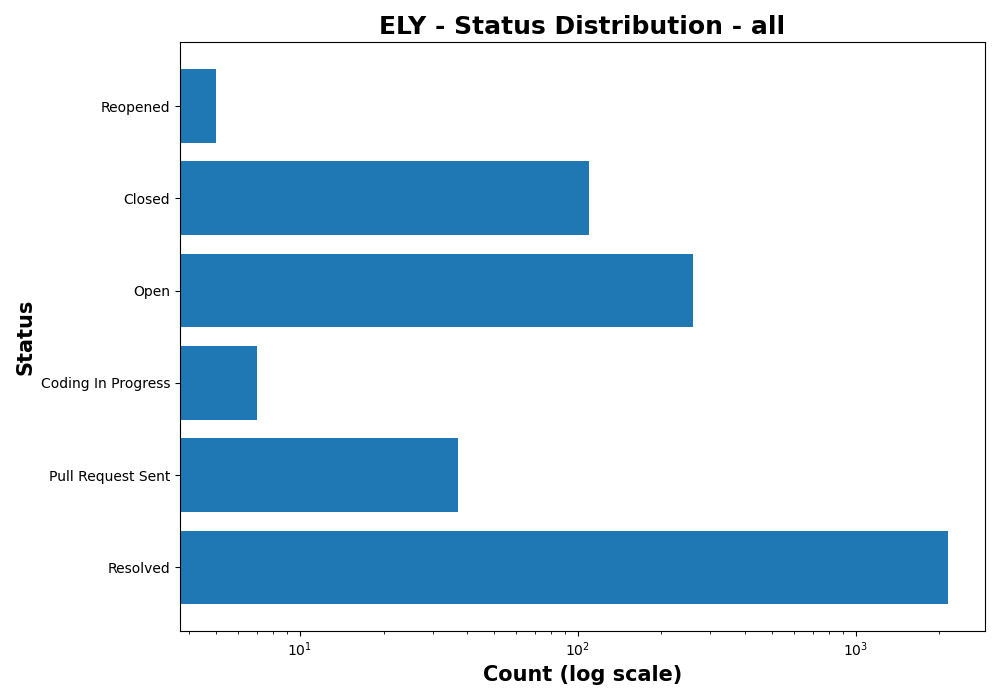 ELY - Status Distribution - all
Status
Reopened
Closed
Open
Coding In Progress
Pull Request Sent
Resolved
10¹
10²
10³
Count (log scale)